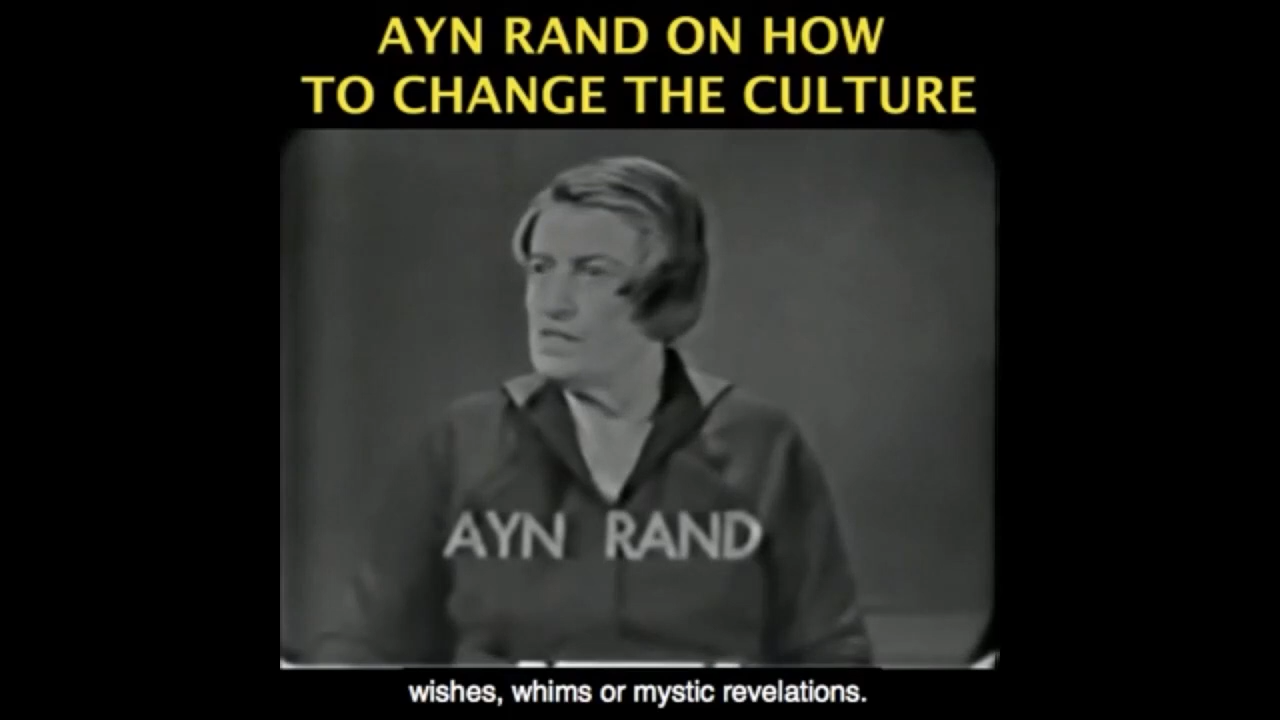 AYN RAND ON HOW
TO CHANGE THE CULTURE
AYN RAND
wishes, whims or mystic revelations.